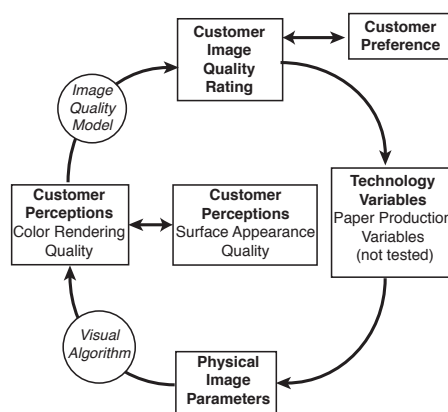 Customer
Image
Quality
Rating
Customer
Preference
Image
Quality
Model
Technology
Variables
Paper Production
Variables
(not tested)
Customer
Perceptions
Color Rendering
Quality
Customer
Perceptions
Surface Appearance
Quality
Visual
Algorithm
Physical
Image
Parameters